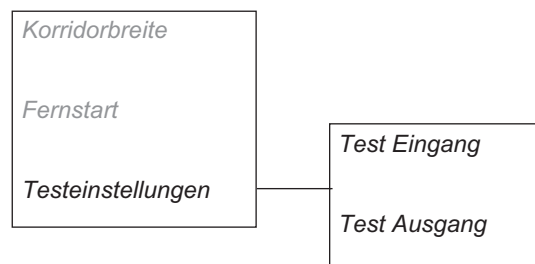 Korridorbreite
Fernstart
Testeinstellungen
Test Eingang
Test Ausgang